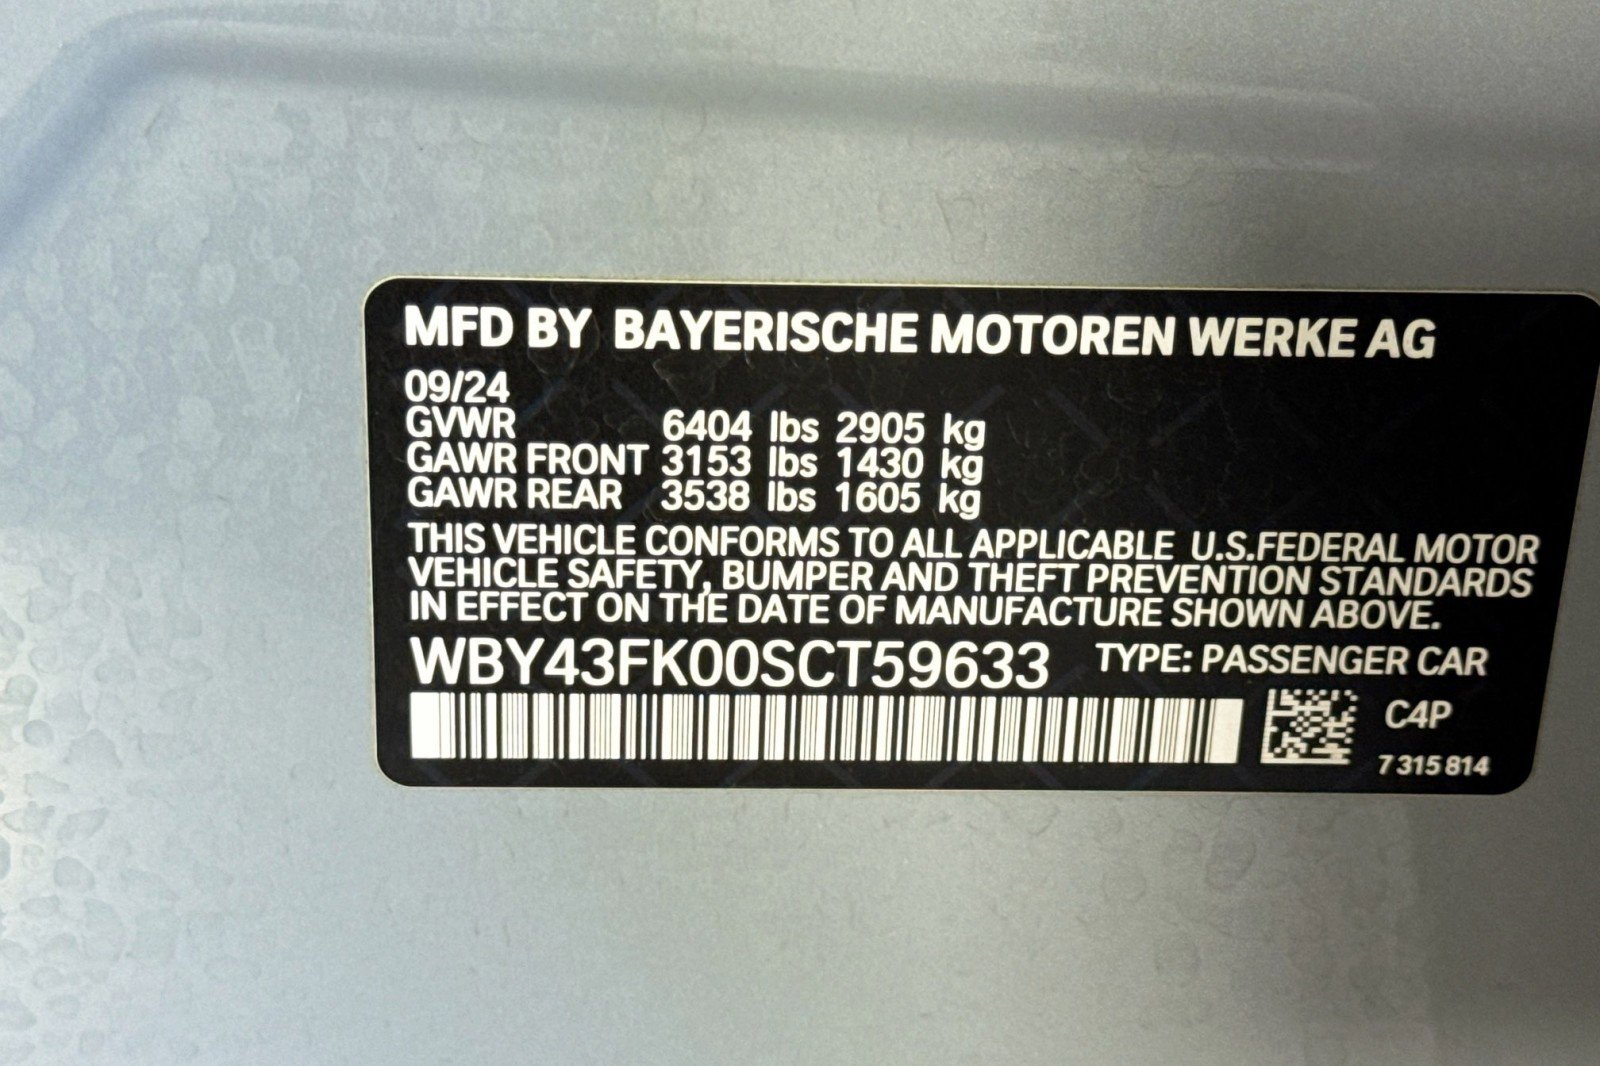 MFD BY BAYERISCHE MOTOREN WERKE AG
09/24
GVWR 6404 lbs 2905 kg
GAWR FRONT 3153 lbs 1430 kg
GAWR REAR 3538 lbs 1605 kg
THIS VEHICLE CONFORMS TO ALL APPLICABLE U.S.FEDERAL MOTOR
VEHICLE SAFETY, BUMPER AND THEFT PREVENTION STANDARDS
IN EFFECT ON THE DATE OF MANUFACTURE SHOWN ABOVE.
WBY43FK00SCT59633 TYPE: PASSENGER CAR
C4P
7 315 814